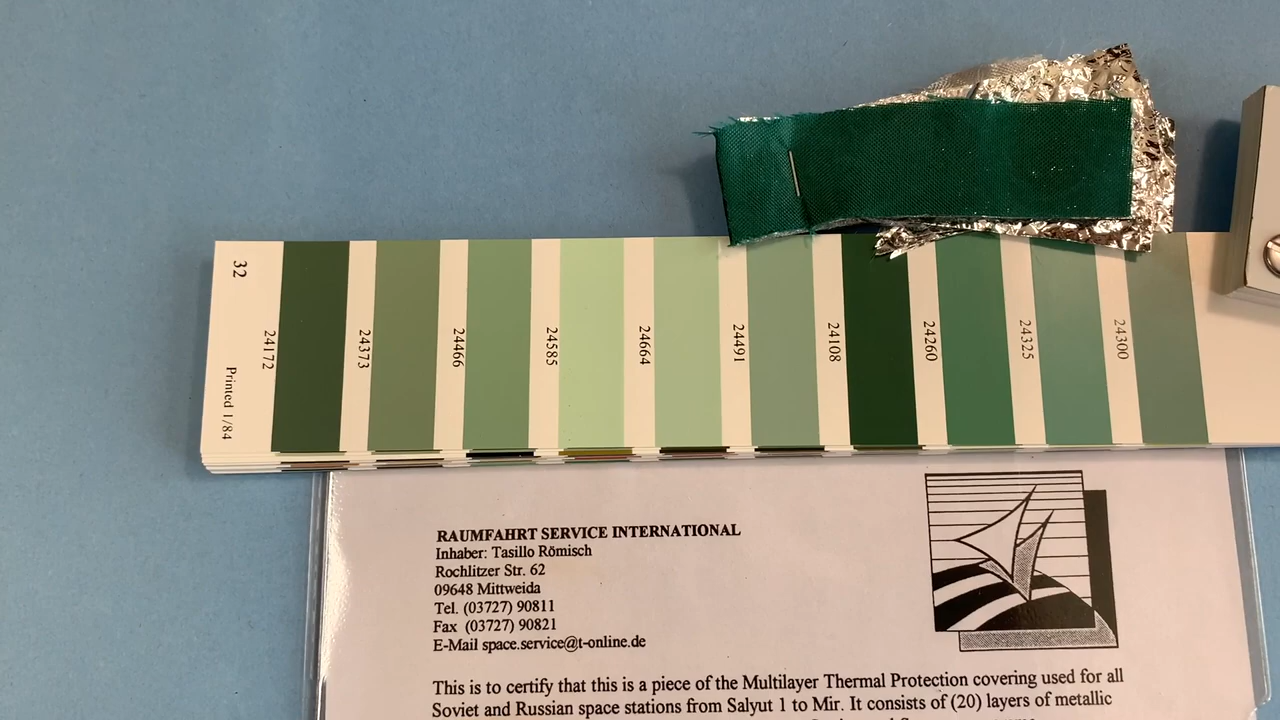 32
Printed 1/84
24172
24373
24466
24585
24664
24491
24108
24260
24325
24300
RAUMFAHRT SERVICE INTERNATIONAL
Inhaber: Tasillo Römisch
Rochlitzer Str. 62
09648 Mittweida
Tel. (03727) 90811
Fax (03727) 90821
E-Mail space.service@t-online.de
This is to certify that this is a piece of the Multilayer Thermal Protection covering used for all
Soviet and Russian space stations from Salyut 1 to Mir. It consists of (20) layers of metallic